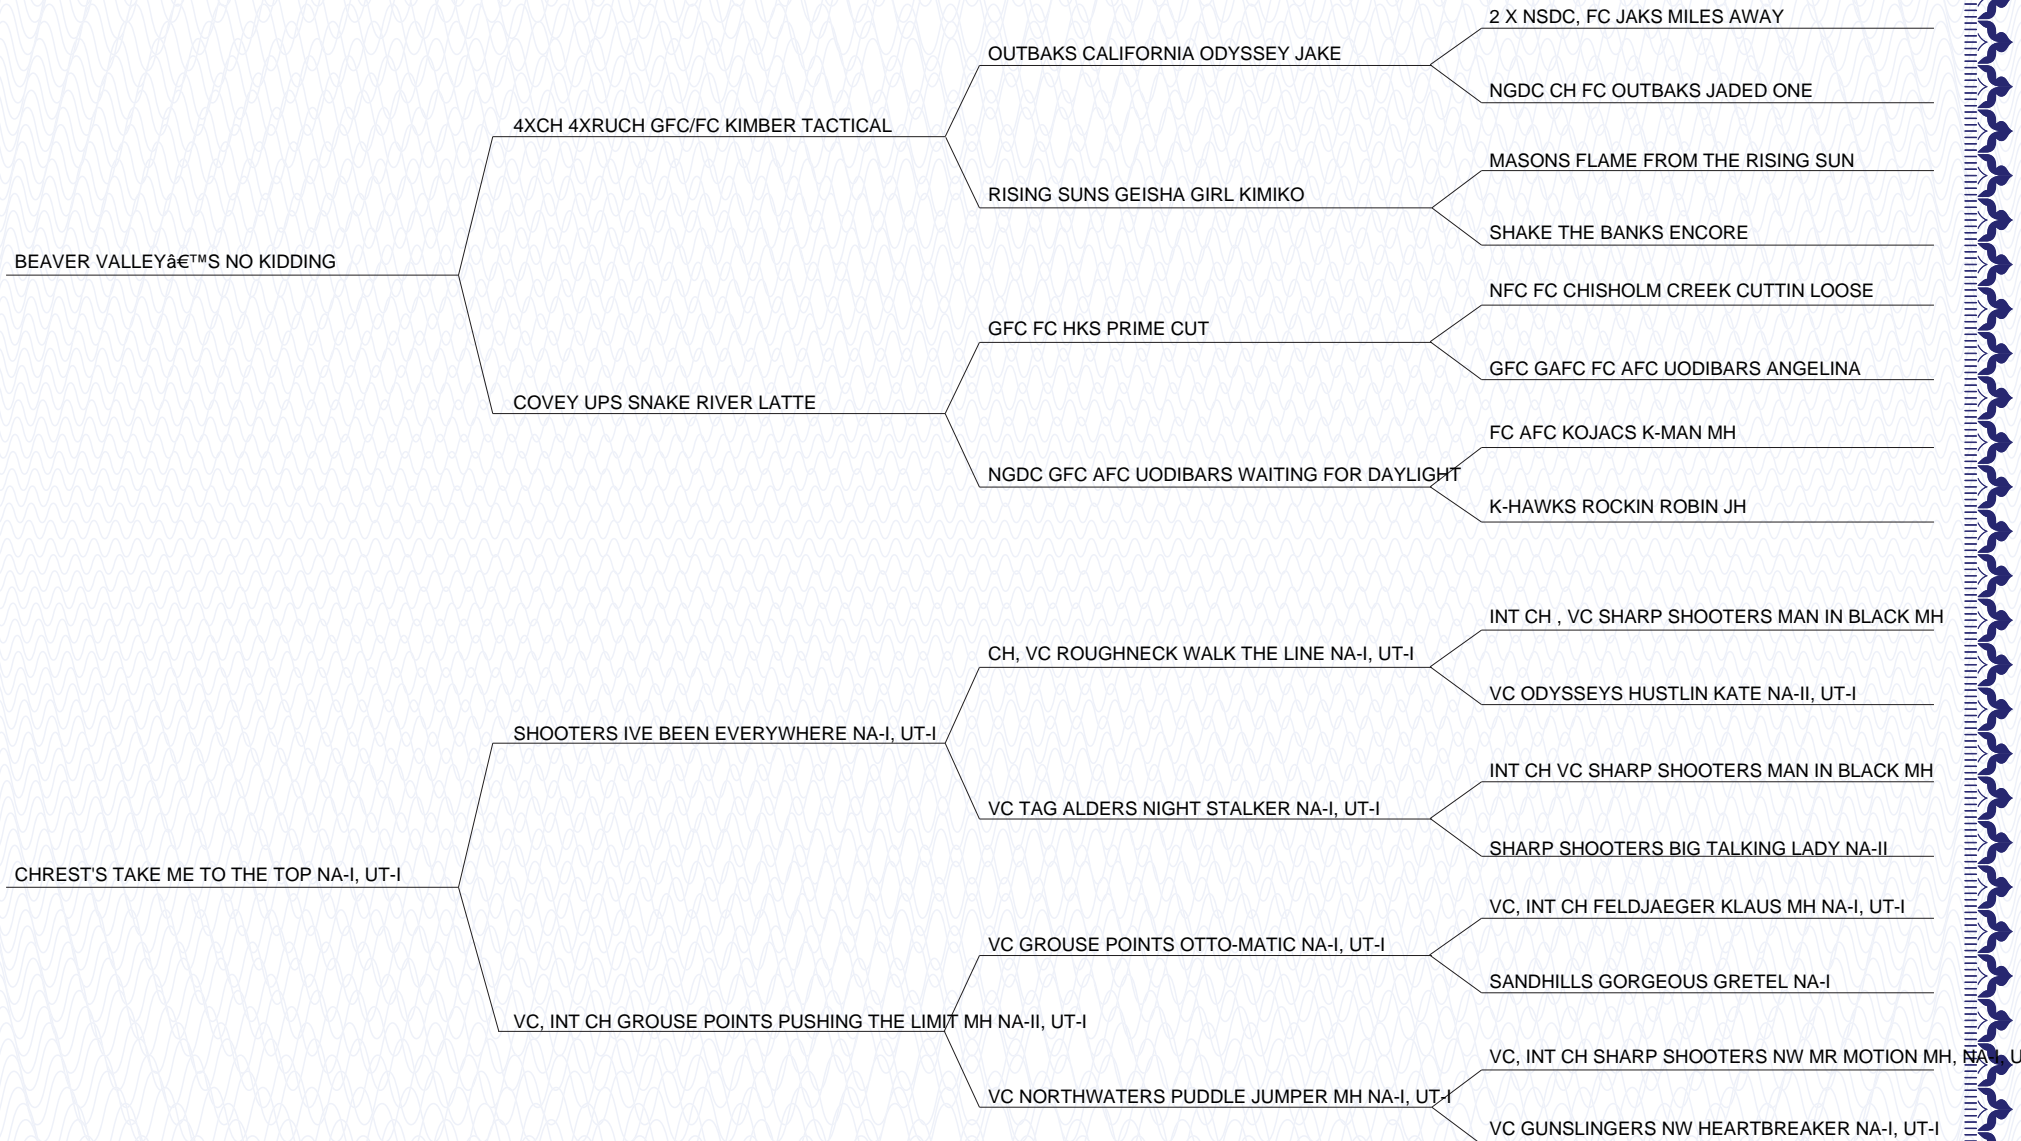 2 X NSDC, FC JAKS MILES AWAY
OUTBAKS CALIFORNIA ODYSSEY JAKE
NGDC CH FC OUTBAKS JADED ONE
4XCH 4XRUCH GFC/FC KIMBER TACTICAL
MASONS FLAME FROM THE RISING SUN
RISING SUNS GEISHA GIRL KIMIKO
SHAKE THE BANKS ENCORE
BEAVER VALLEYâ€™S NO KIDDING
NFC FC CHISHOLM CREEK CUTTIN LOOSE
GFC FC HKS PRIME CUT
GFC GAFC FC AFC UODIBARS ANGELINA
COVEY UPS SNAKE RIVER LATTE
FC AFC KOJACS K-MAN MH
NGDC GFC AFC UODIBARS WAITING FOR DAYLIGHT
K-HAWKS ROCKIN ROBIN JH
INT CH , VC SHARP SHOOTERS MAN IN BLACK MH
CH, VC ROUGHNECK WALK THE LINE NA-I, UT-I
VC ODYSSEYS HUSTLIN KATE NA-II, UT-I
SHOOTERS IVE BEEN EVERYWHERE NA-I, UT-I
INT CH VC SHARP SHOOTERS MAN IN BLACK MH
VC TAG ALDERS NIGHT STALKER NA-I, UT-I
SHARP SHOOTERS BIG TALKING LADY NA-II
CHREST'S TAKE ME TO THE TOP NA-I, UT-I
VC, INT CH FELDJAEGER KLAUS MH NA-I, UT-I
VC GROUSE POINTS OTTO-MATIC NA-I, UT-I
SANDHILLS GORGEOUS GRETEL NA-I
VC, INT CH GROUSE POINTS PUSHING THE LIMIT MH NA-II, UT-I
VC, INT CH SHARP SHOOTERS NW MR MOTION MH, NA-I, U
VC NORTHWATERS PUDDLE JUMPER MH NA-I, UT-I
VC GUNSLINGERS NW HEARTBREAKER NA-I, UT-I